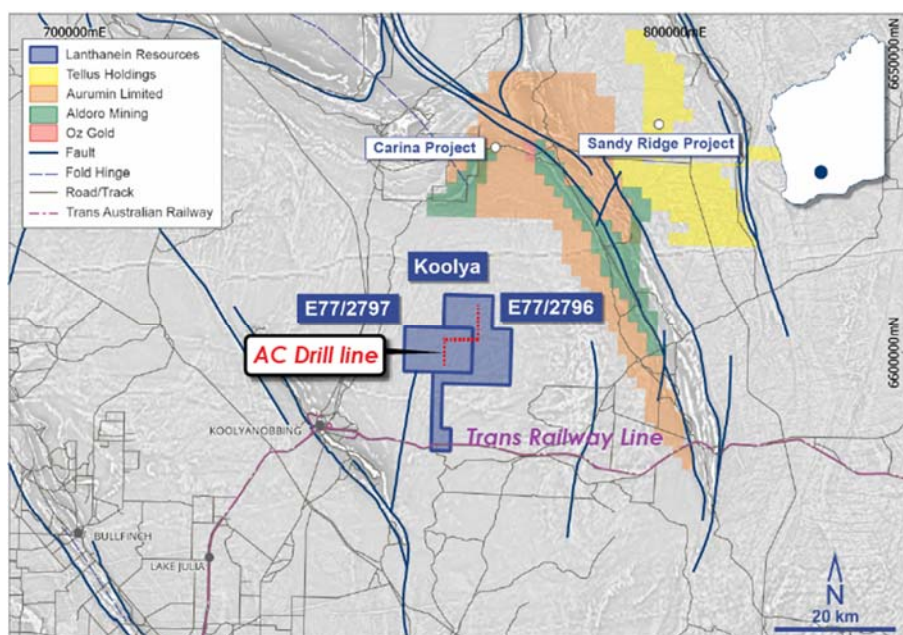 700000mE
800000mE
6650000mN
Lanthanein Resources
Tellus Holdings
Aurumin Limited
Aldoro Mining
Oz Gold
Fault
Fold Hinge
Road/Track
Trans Australian Railway
Carina Project
Sandy Ridge Project
Koolya
E77/2797
E77/2796
AC Drill line
6600000mN
KOOLYANOBBING
Trans Railway Line
BULLFINCH
LAKE JULIA
N
20 km